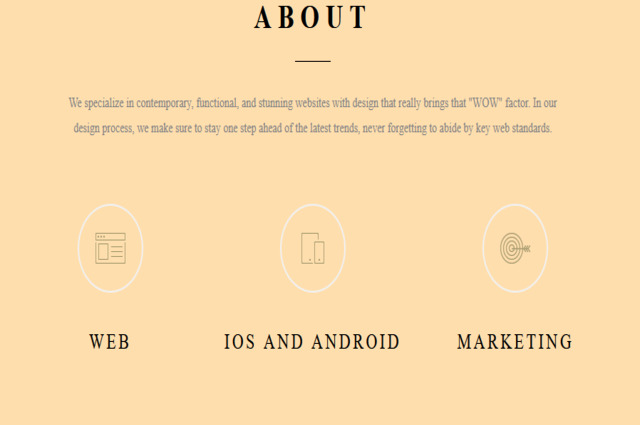 ABOUT
We specialize in contemporary, functional, and stunning websites with design that really brings that "WOW" factor. In our
design process, we make sure to stay one step ahead of the latest trends, never forgetting to abide by key web standards.
WEB
IOS AND ANDROID
MARKETING